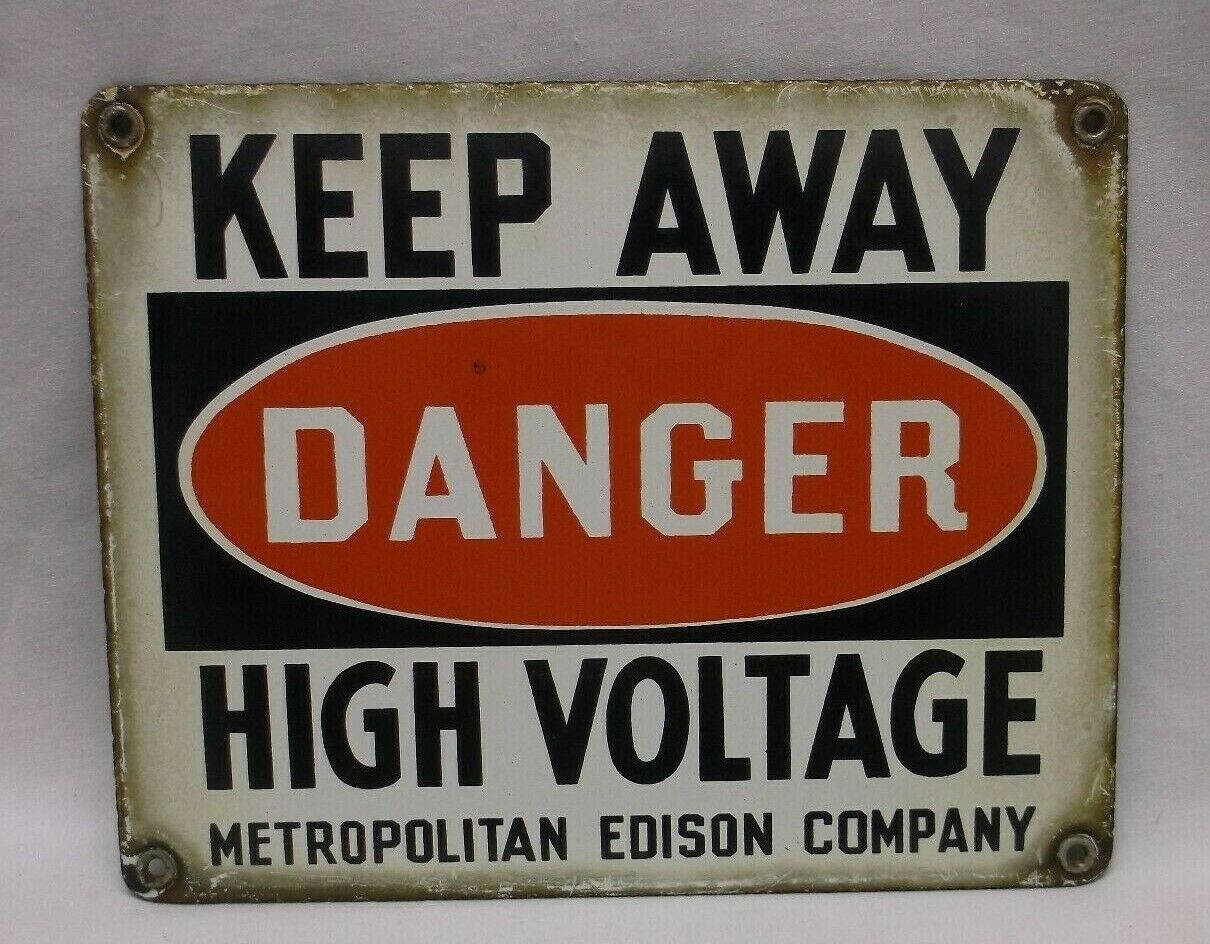 KEEP AWAY
DANGER
HIGH VOLTAGE
METROPOLITAN EDISON COMPANY